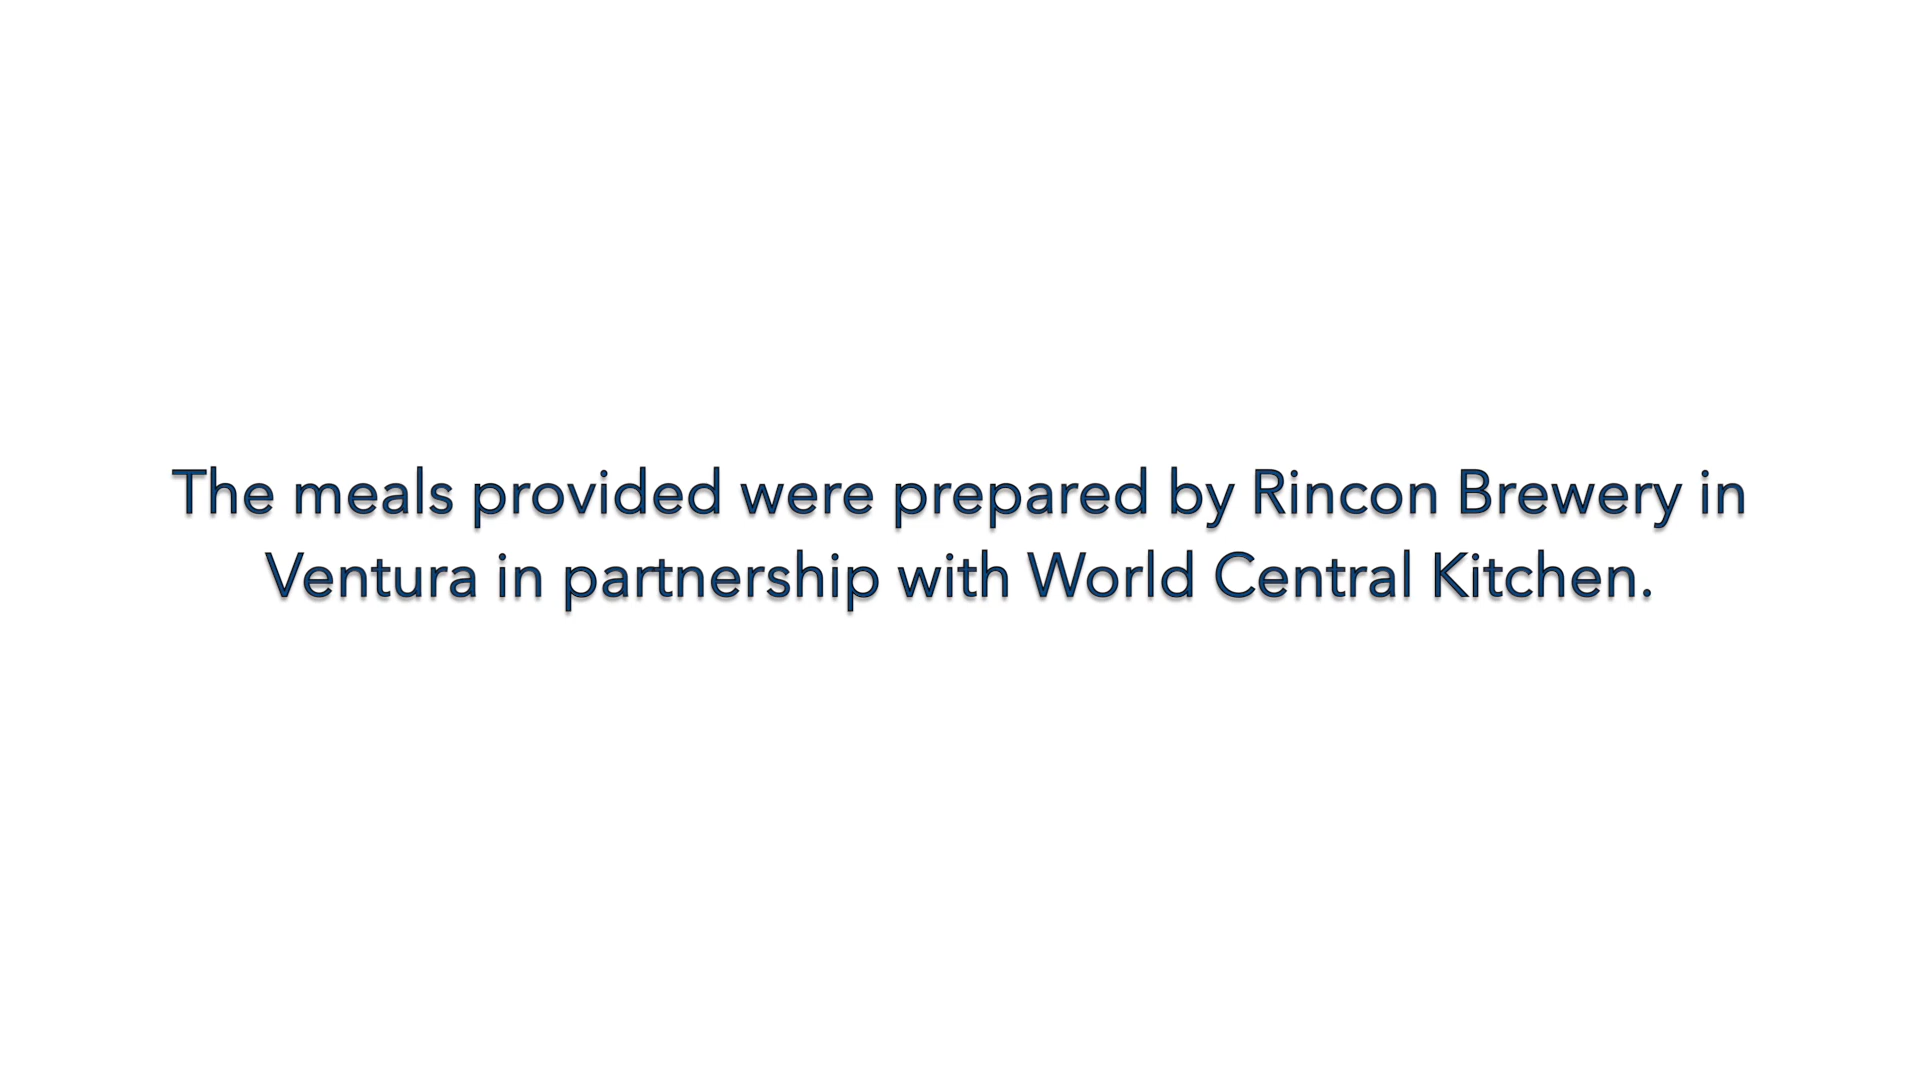 The meals provided were prepared by Rincon Brewery in
Ventura in partnership with World Central Kitchen.